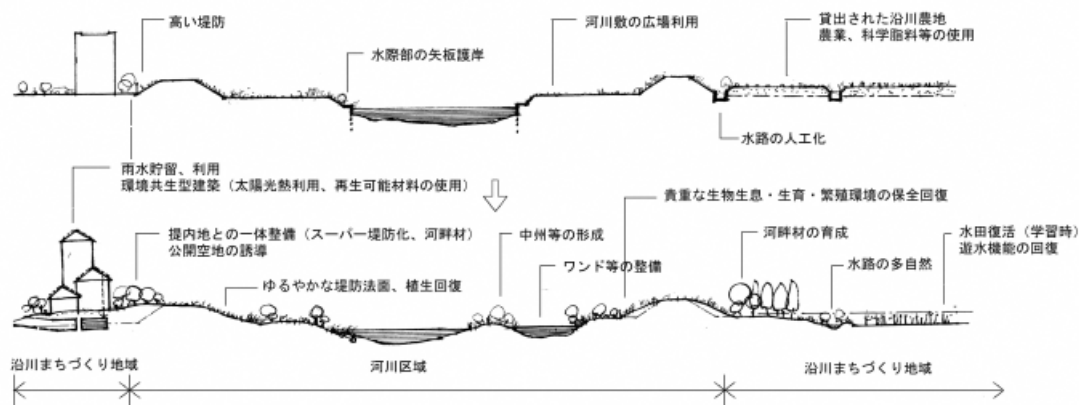 高い堤防
水際部の矢板護岸
河川敷の広場利用
貸出された沿川農地
農業、科学脂料等の使用
水路の人工化
雨水貯留、利用
環境共生型建築（太陽光熱利用、再生可能材料の使用）
貴重な生物生息・生育・繁殖環境の保全回復
提内地との一体整備（スーパー堤防化、河畔材）
公開空地の誘導
中州等の形成
河畔材の育成
水田復活（学習時）
遊水機能の回復
ワンド等の整備
水路の多自然
ゆるやかな堤防法面、植生回復
沿川まちづくり地域
河川区域
沿川まちづくり地域